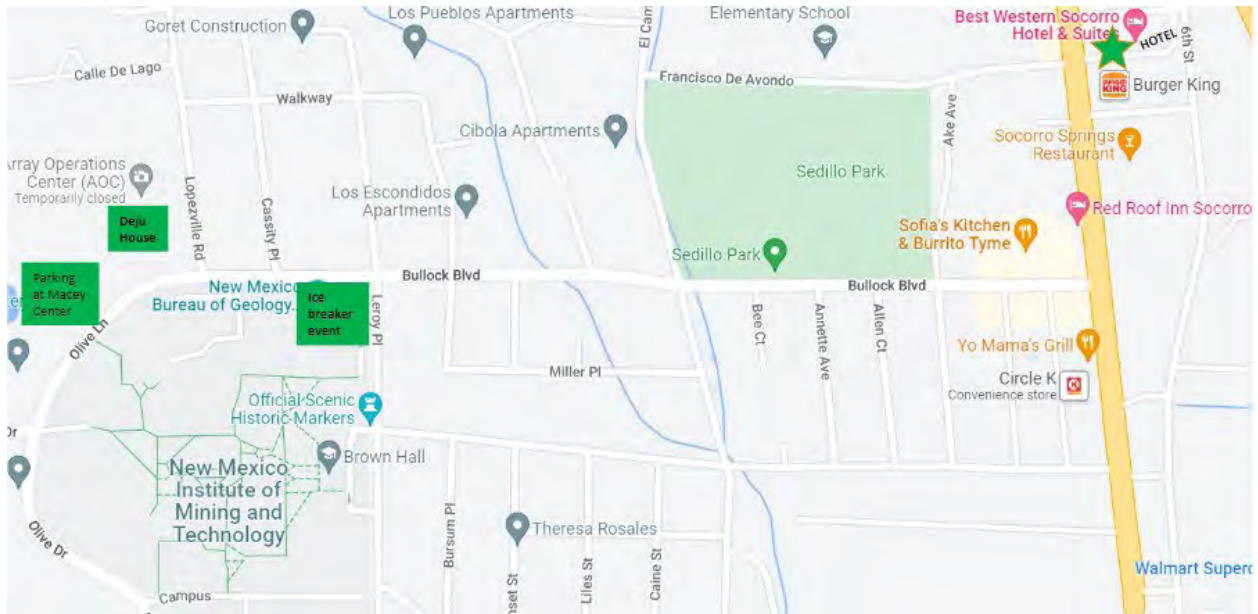 Los Pueblos Apartments
Goret Construction
El Cam
Elementary School
Best Western Socorro
Hotel & Suites
HOTEL
6th St
Calle De Lago
Walkway
Francisco De Avondo
BURGER
KING
Burger King
Cibola Apartments
Ake Ave
Socorro Springs
Restaurant
Array Operations
Center (AOC)
Temporarily closed
Lopezville Rd
Cassity Pl
Los Escondidos
Apartments
Sedillo Park
Red Roof Inn Socorro
Deju
House
Sofia's Kitchen
& Burrito Tyme
Sedillo Park
Parking
at Macey
Center
Bullock Blvd
Bullock Blvd
New Mexico
Bureau of Geology...
Ice
breaker
event
Leroy Pl
Olive Ln
Bee Ct
Annette Ave
Allen Ct
Yo Mama's Grill
Miller Pl
Circle K
Convenience store
Official Scenic
Historic Markers
Dr
Brown Hall
New Mexico
Institute of
Mining and
Technology
Olive Dr
Bursum Pl
Theresa Rosales
nset St
Liles St
Caine St
Walmart Superc
Campus